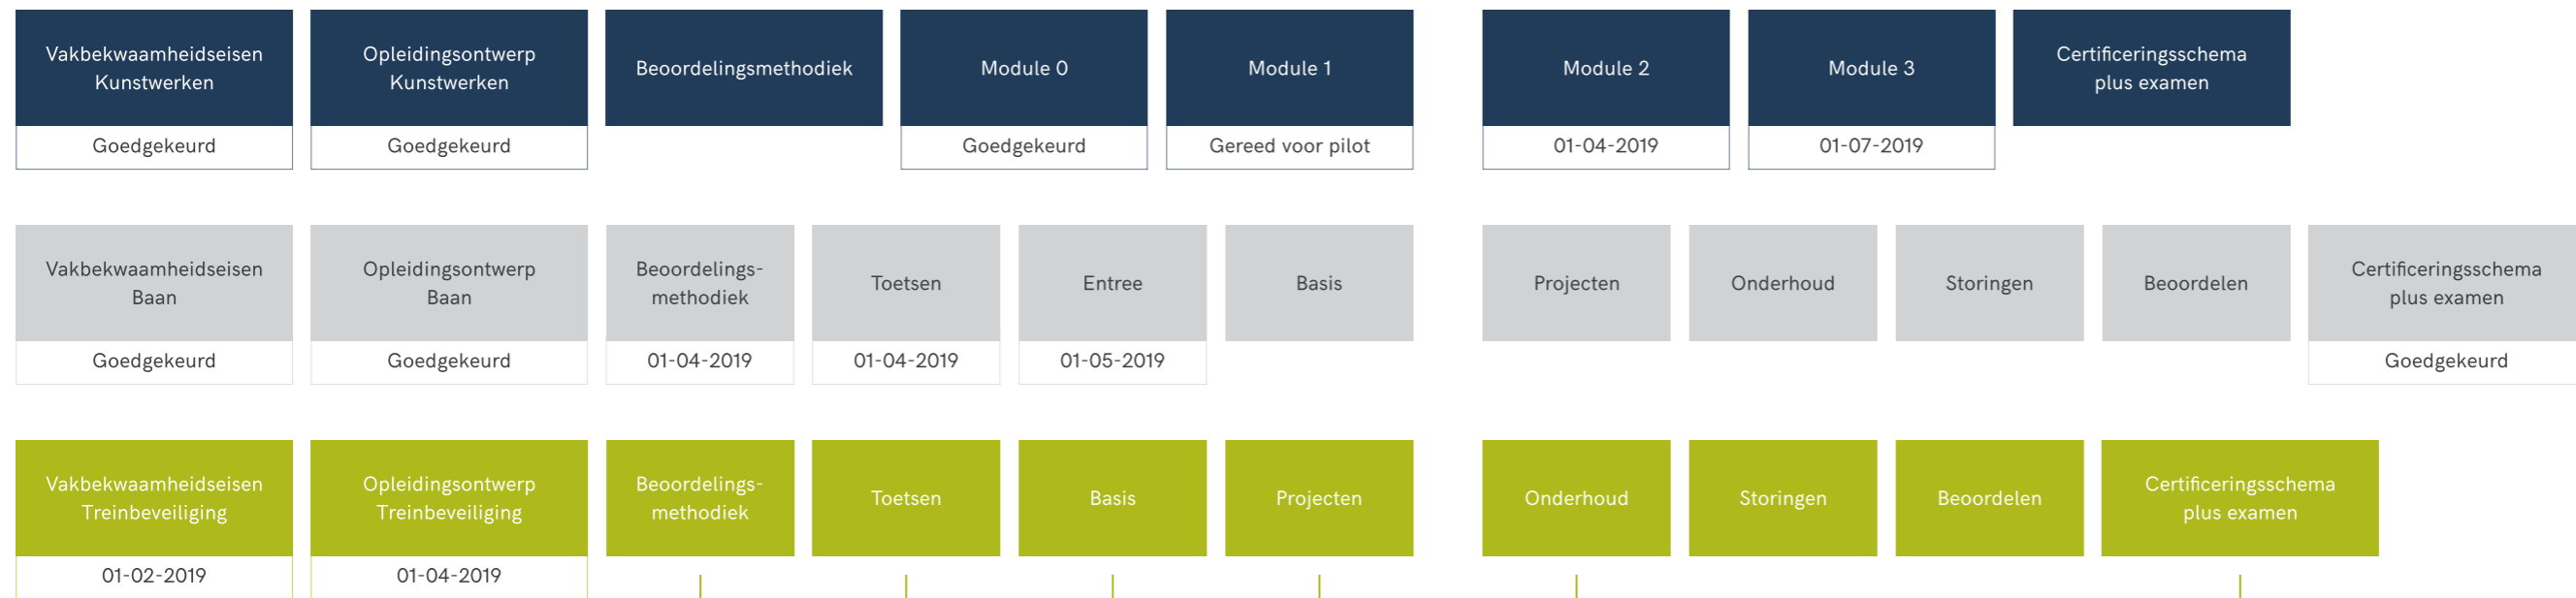 Vakbekwaamheidseisen
Kunstwerken
Goedgekeurd
Opleidingsontwerp
Kunstwerken
Goedgekeurd
Beoordelingsmethodiek
Module 0
Goedgekeurd
Module 1
Gereed voor pilot
Module 2
01-04-2019
Module 3
01-07-2019
Certificeringsschema
plus examen
Vakbekwaamheidseisen
Baan
Goedgekeurd
Opleidingsontwerp
Baan
Goedgekeurd
Beoordelings-
methodiek
01-04-2019
Toetsen
01-04-2019
Entree
01-05-2019
Basis
Projecten
Onderhoud
Storingen
Beoordelen
Certificeringsschema
plus examen
Goedgekeurd
Vakbekwaamheidseisen
Treinbeveiliging
01-02-2019
Opleidingsontwerp
Treinbeveiliging
01-04-2019
Beoordelings-
methodiek
Toetsen
Basis
Projecten
Onderhoud
Storingen
Beoordelen
Certificeringsschema
plus examen